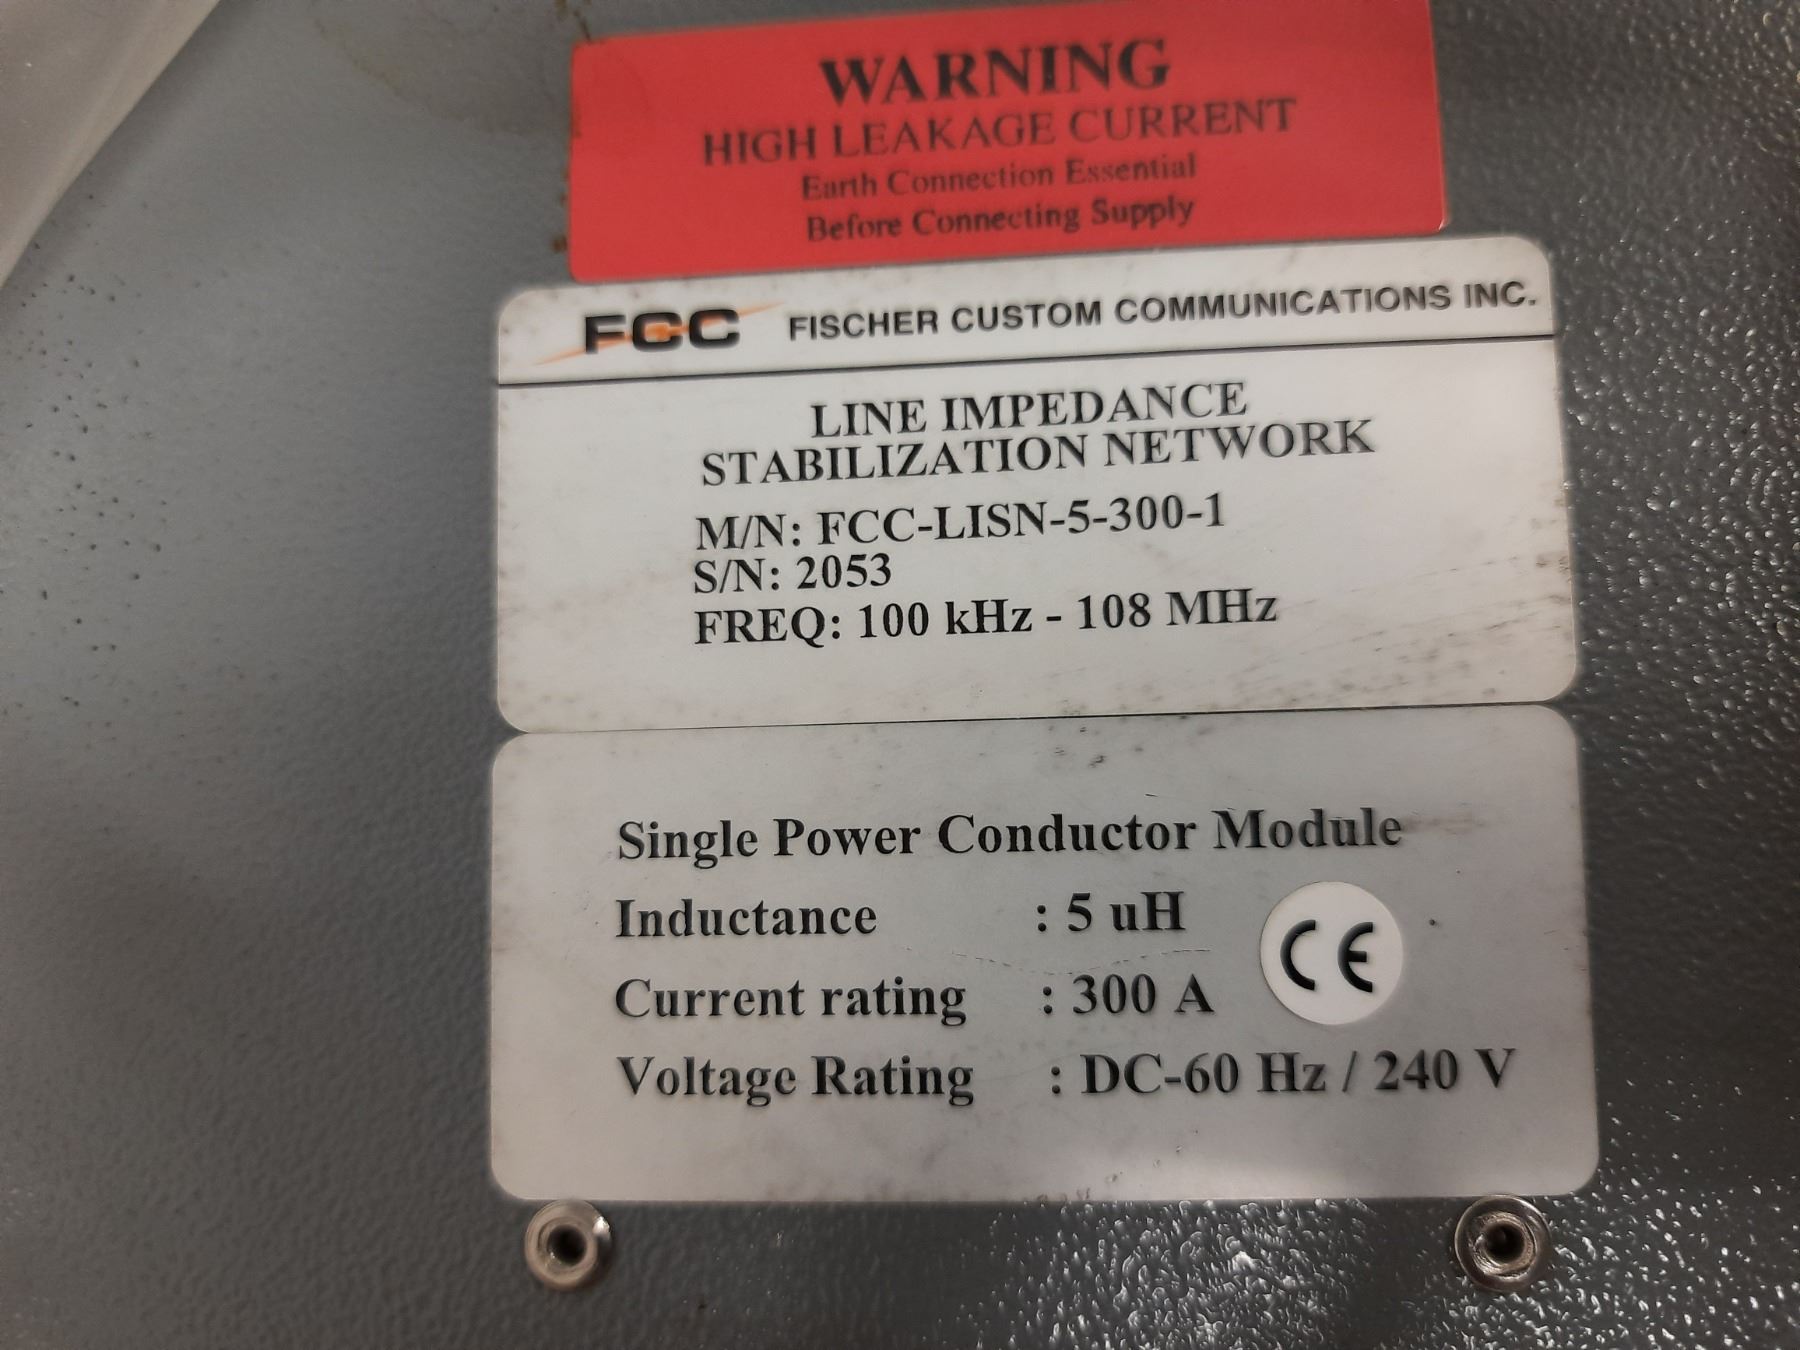 WARNING
HIGH LEAKAGE CURRENT
Earth Connection Essential
Before Connecting Supply
FCC FISCHER CUSTOM COMMUNICATIONS INC.
LINE IMPEDANCE
STABILIZATION NETWORK
M/N: FCC-LISN-5-300-1
S/N: 2053
FREQ: 100 kHz - 108 MHz
Single Power Conductor Module
Inductance : 5 uH
CE
Current rating : 300 A
Voltage Rating : DC-60 Hz / 240 V